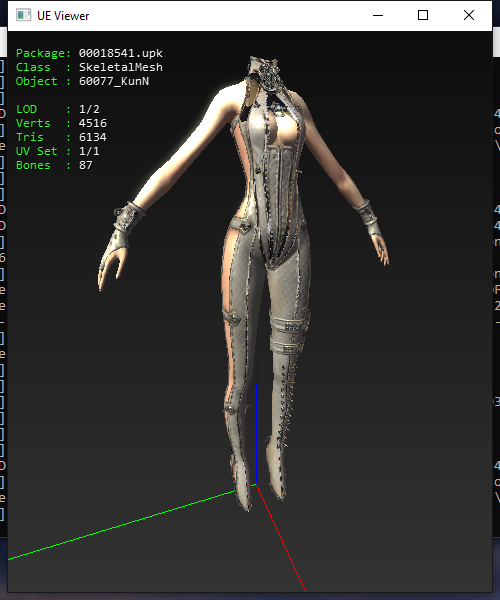 UE Viewer
Package: 00018541.upk
Class  : SkeletalMesh
Object : 60077_KunN
LOD    : 1/2
Verts  : 4516
Tris   : 6134
UV Set : 1/1
Bones  : 87